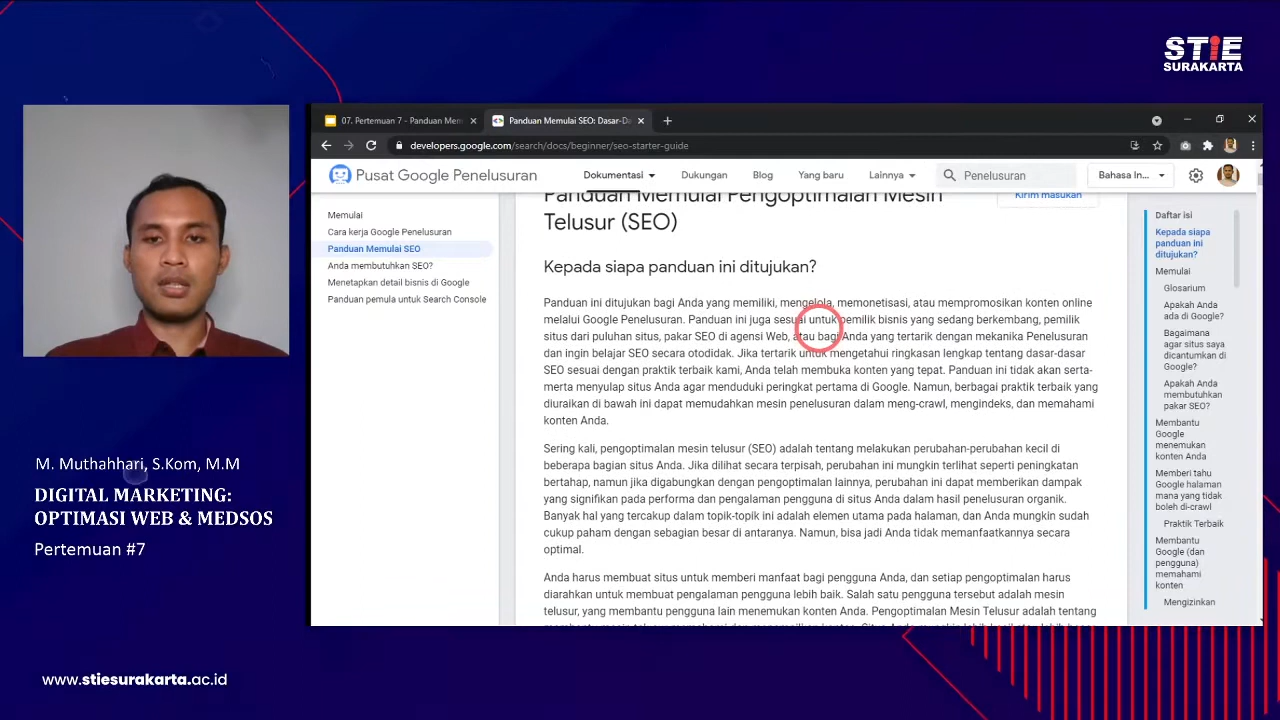 STiE
SURAKARTA
07. Pertemuan 7 - Panduan Mem
Panduan Memulai SEO: Dasar-Da
developers.google.com/search/docs/beginner/seo-starter-guide
Pusat Google Penelusuran
Dokumentasi
Dukungan
Blog
Yang baru
Lainnya
Penelusuran
Bahasa In...
Memulai
Cara kerja Google Penelusuran
Panduan Memulai SEO
Anda membutuhkan SEO?
Menetapkan detail bisnis di Google
Panduan pemula untuk Search Console
Panduan Memulai Pengoptimalan Mesin
Telusur (SEO)
Kirim masukan
Kepada siapa panduan ini ditujukan?
Panduan ini ditujukan bagi Anda yang memiliki, mengelola, memonetisasi, atau mempromosikan konten online
melalui Google Penelusuran. Panduan ini juga sesuai untuk pemilik bisnis yang sedang berkembang, pemilik
situs dari puluhan situs, pakar SEO di agensi Web, atau bagi Anda yang tertarik dengan mekanika Penelusuran
dan ingin belajar SEO secara otodidak. Jika tertarik untuk mengetahui ringkasan lengkap tentang dasar-dasar
SEO sesuai dengan praktik terbaik kami, Anda telah membuka konten yang tepat. Panduan ini tidak akan serta-
merta menyulap situs Anda agar menduduki peringkat pertama di Google. Namun, berbagai praktik terbaik yang
diuraikan di bawah ini dapat memudahkan mesin penelusuran dalam meng-crawl, mengindeks, dan memahami
konten Anda.
Sering kali, pengoptimalan mesin telusur (SEO) adalah tentang melakukan perubahan-perubahan kecil di
beberapa bagian situs Anda. Jika dilihat secara terpisah, perubahan ini mungkin terlihat seperti peningkatan
bertahap, namun jika digabungkan dengan pengoptimalan lainnya, perubahan ini dapat memberikan dampak
yang signifikan pada performa dan pengalaman pengguna di situs Anda dalam hasil penelusuran organik.
Banyak hal yang tercakup dalam topik-topik ini adalah elemen utama pada halaman, dan Anda mungkin sudah
cukup paham dengan sebagian besar di antaranya. Namun, bisa jadi Anda tidak memanfaatkannya secara
optimal.
Anda harus membuat situs untuk memberi manfaat bagi pengguna Anda, dan setiap pengoptimalan harus
diarahkan untuk membuat pengalaman pengguna lebih baik. Salah satu pengguna tersebut adalah mesin
telusur, yang membantu pengguna lain menemukan konten Anda. Pengoptimalan Mesin Telusur adalah tentang
Daftar isi
Kepada siapa
panduan ini
ditujukan?
Memulai
Glosarium
Apakah Anda
ada di Google?
Bagaimana
agar situs saya
dicantumkan di
Google?
Apakah Anda
membutuhkan
pakar SEO?
Membantu
Google
menemukan
konten Anda
Memberi tahu
Google halaman
mana yang tidak
boleh di-crawl
Praktik Terbaik
Membantu
Google (dan
pengguna)
memahami
konten
Mengizinkan
M. Muthahhari, S.Kom, M.M
DIGITAL MARKETING:
OPTIMASI WEB & MEDSOS
Pertemuan #7
www.stiesurakarta.ac.id